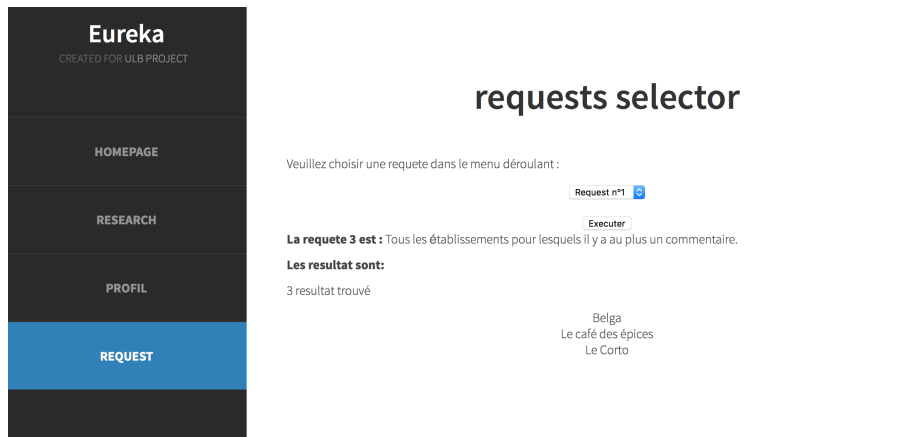 Eureka
CREATED FOR ULB PROJECT
HOMEPAGE
RESEARCH
PROFIL
REQUEST
requests selector
Veuillez choisir une requete dans le menu déroulant :
Request n°1
Executer
La requete 3 est : Tous les établissements pour lesquels il y a au plus un commentaire.
Les resultat sont:
3 resultat trouvé
Belga
Le café des épices
Le Corto